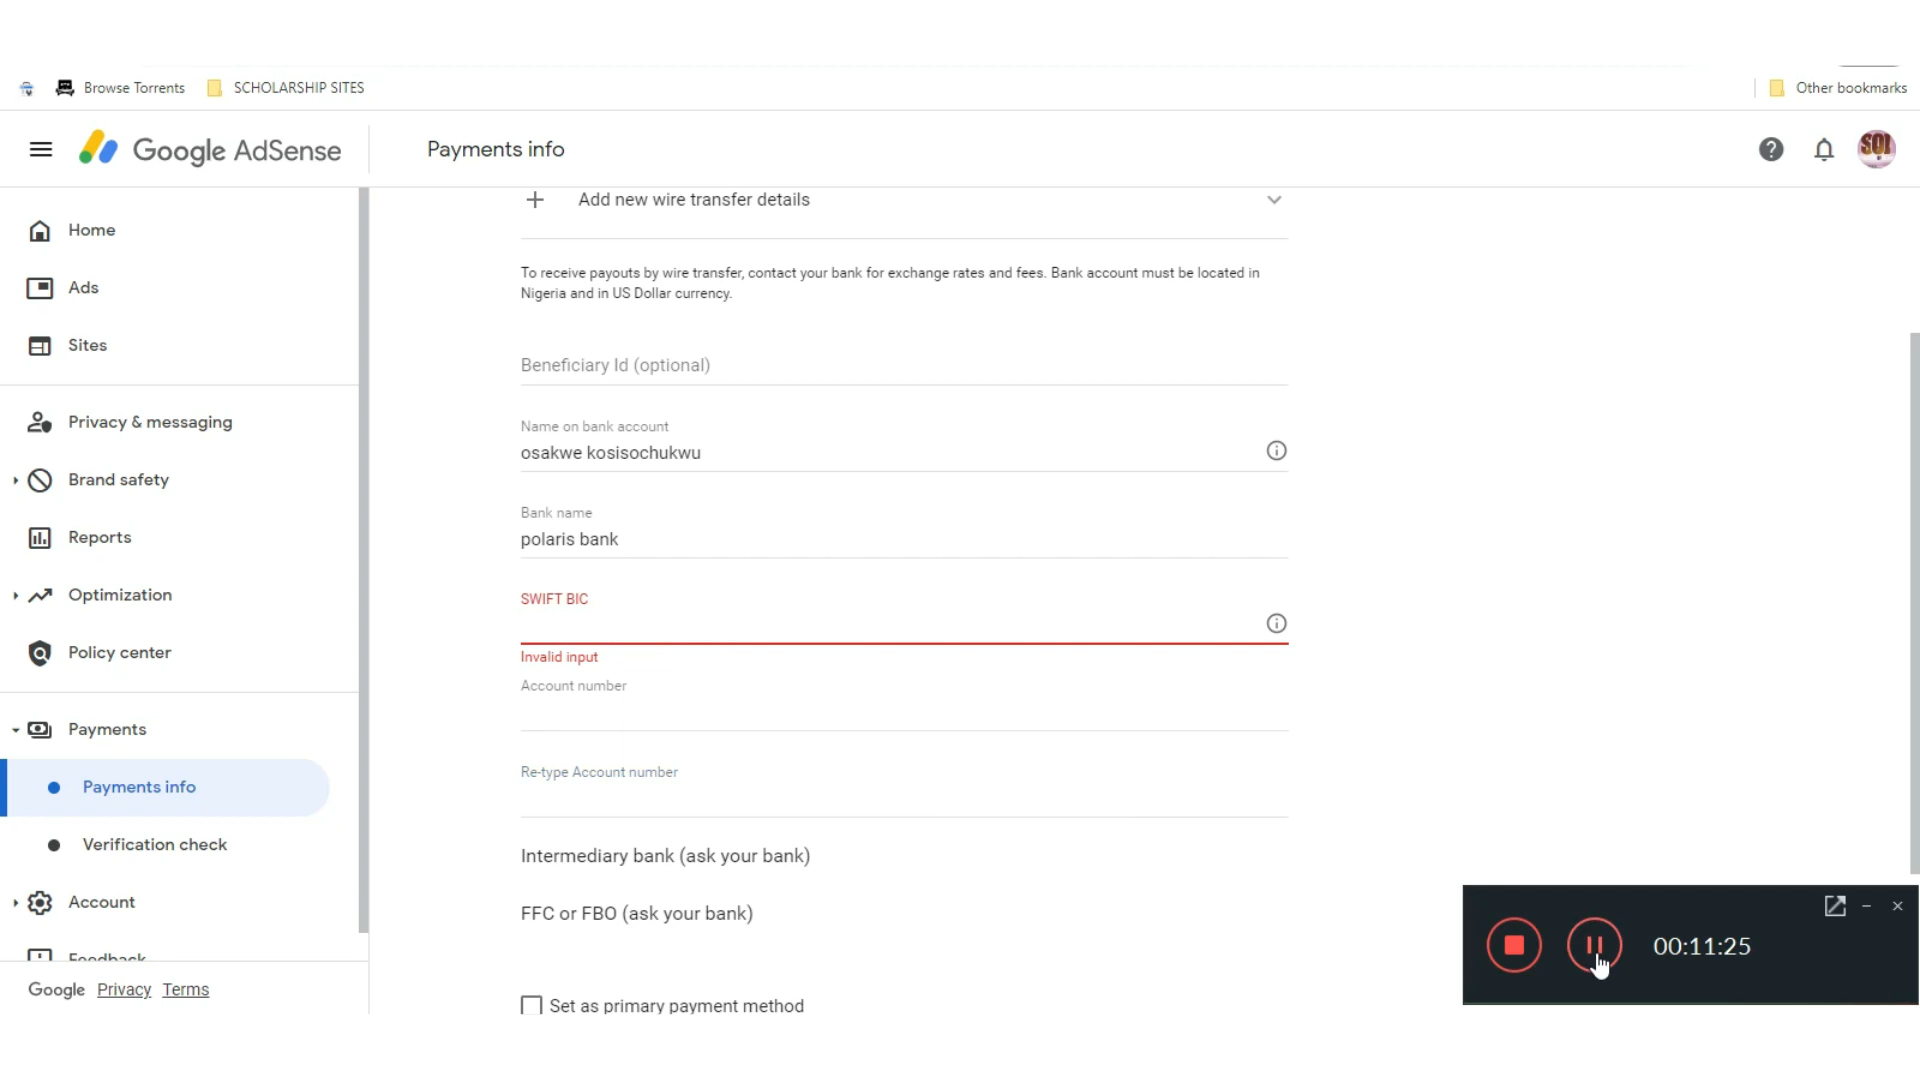 Browse Torrents
SCHOLARSHIP SITES
Other bookmarks
Google AdSense
Payments info
SOI
Home
Ads
Sites
Privacy & messaging
Brand safety
Reports
Optimization
Policy center
Payments
Payments info
Verification check
Account
Feedback
Google Privacy Terms
Add new wire transfer details
To receive payouts by wire transfer, contact your bank for exchange rates and fees. Bank account must be located in
Nigeria and in US Dollar currency.
Beneficiary Id (optional)
Name on bank account
osakwe kosisochukwu
Bank name
polaris bank
SWIFT BIC
Invalid input
Account number
Re-type Account number
Intermediary bank (ask your bank)
FFC or FBO (ask your bank)
Set as primary payment method
00:11:25